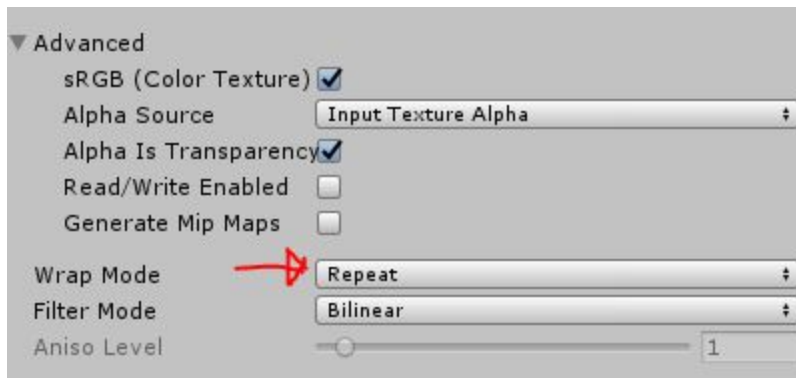 Advanced
sRGB (Color Texture)
Alpha Source Input Texture Alpha
Alpha Is Transparency
Read/Write Enabled
Generate Mip Maps
Wrap Mode Repeat
Filter Mode Bilinear
Aniso Level 1